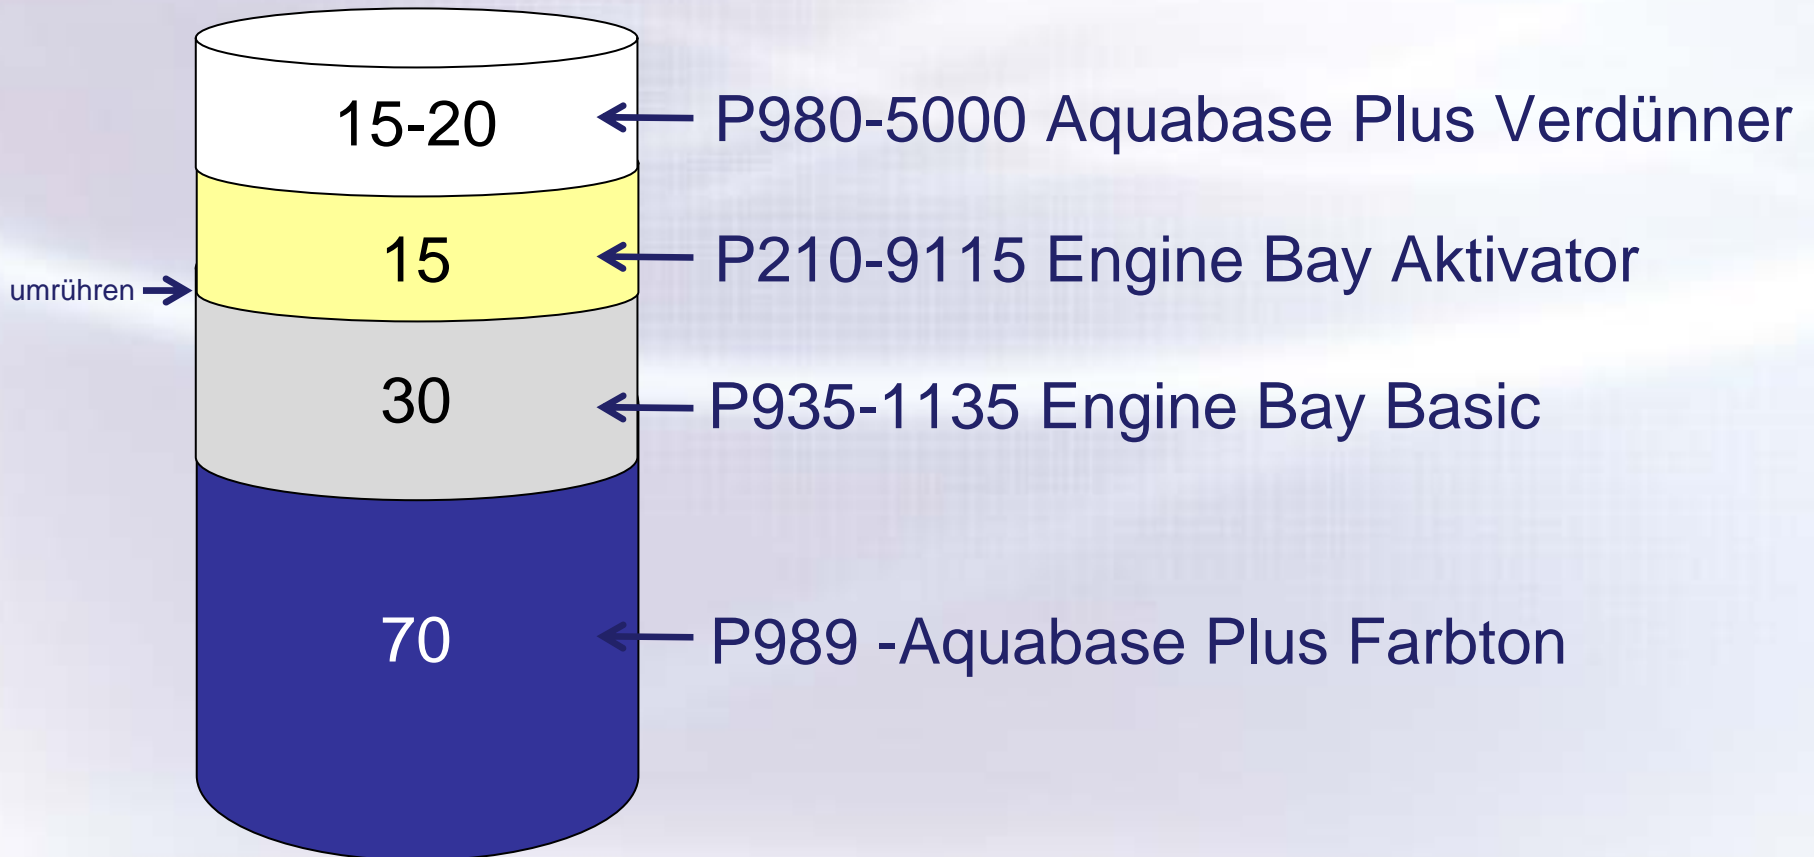 15-20
P980-5000 Aquabase Plus Verdünner
15
P210-9115 Engine Bay Aktivator
umrühren
30
P935-1135 Engine Bay Basic
70
P989 -Aquabase Plus Farbton